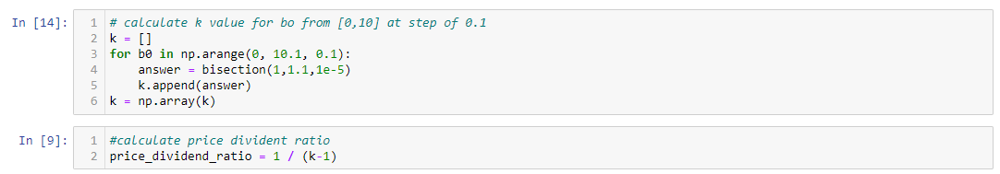 In [14]:
1 # calculate k value for bo from [0,10] at step of 0.1
2 k = []
3 for b0 in np.arange(0, 10.1, 0.1):
4     answer = bisection(1,1.1,1e-5)
5     k.append(answer)
6 k = np.array(k)
In [9]:
1 #calculate price divident ratio
2 price_dividend_ratio = 1 / (k-1)